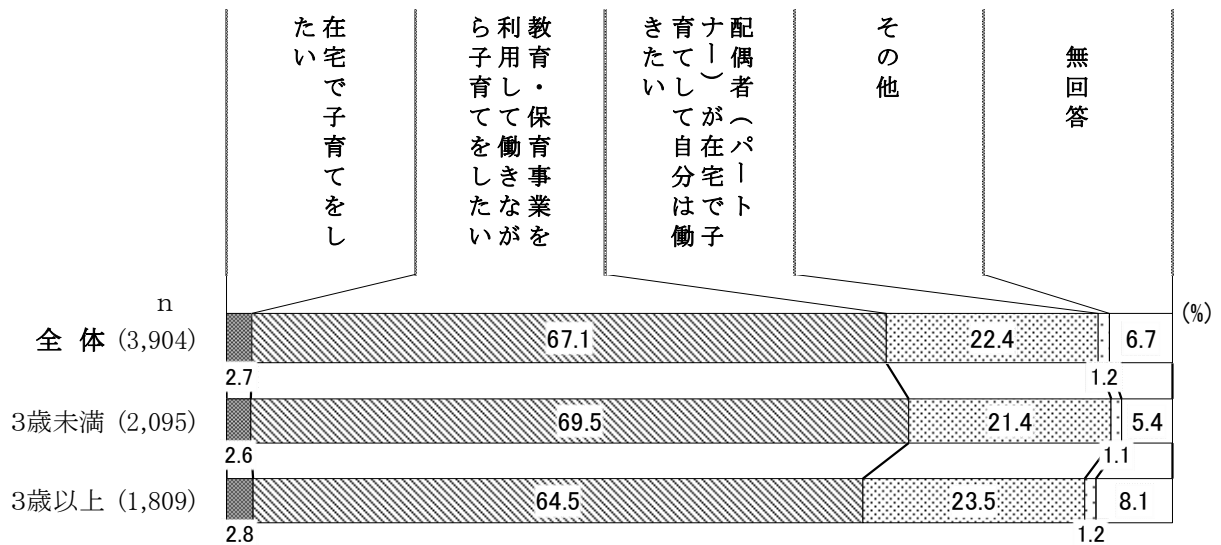 在宅で子育てをし
たい
教育・保育事業を
利用して働きなが
ら子育てをしたい
配偶者(パート
ナー)が在宅で子
育てして自分は働
きたい
その他
無回答
n
(%)
全 体 (3,904)
67.1
22.4
6.7
2.7
1.2
3歳未満 (2,095)
69.5
21.4
5.4
2.6
1.1
3歳以上 (1,809)
64.5
23.5
8.1
2.8
1.2